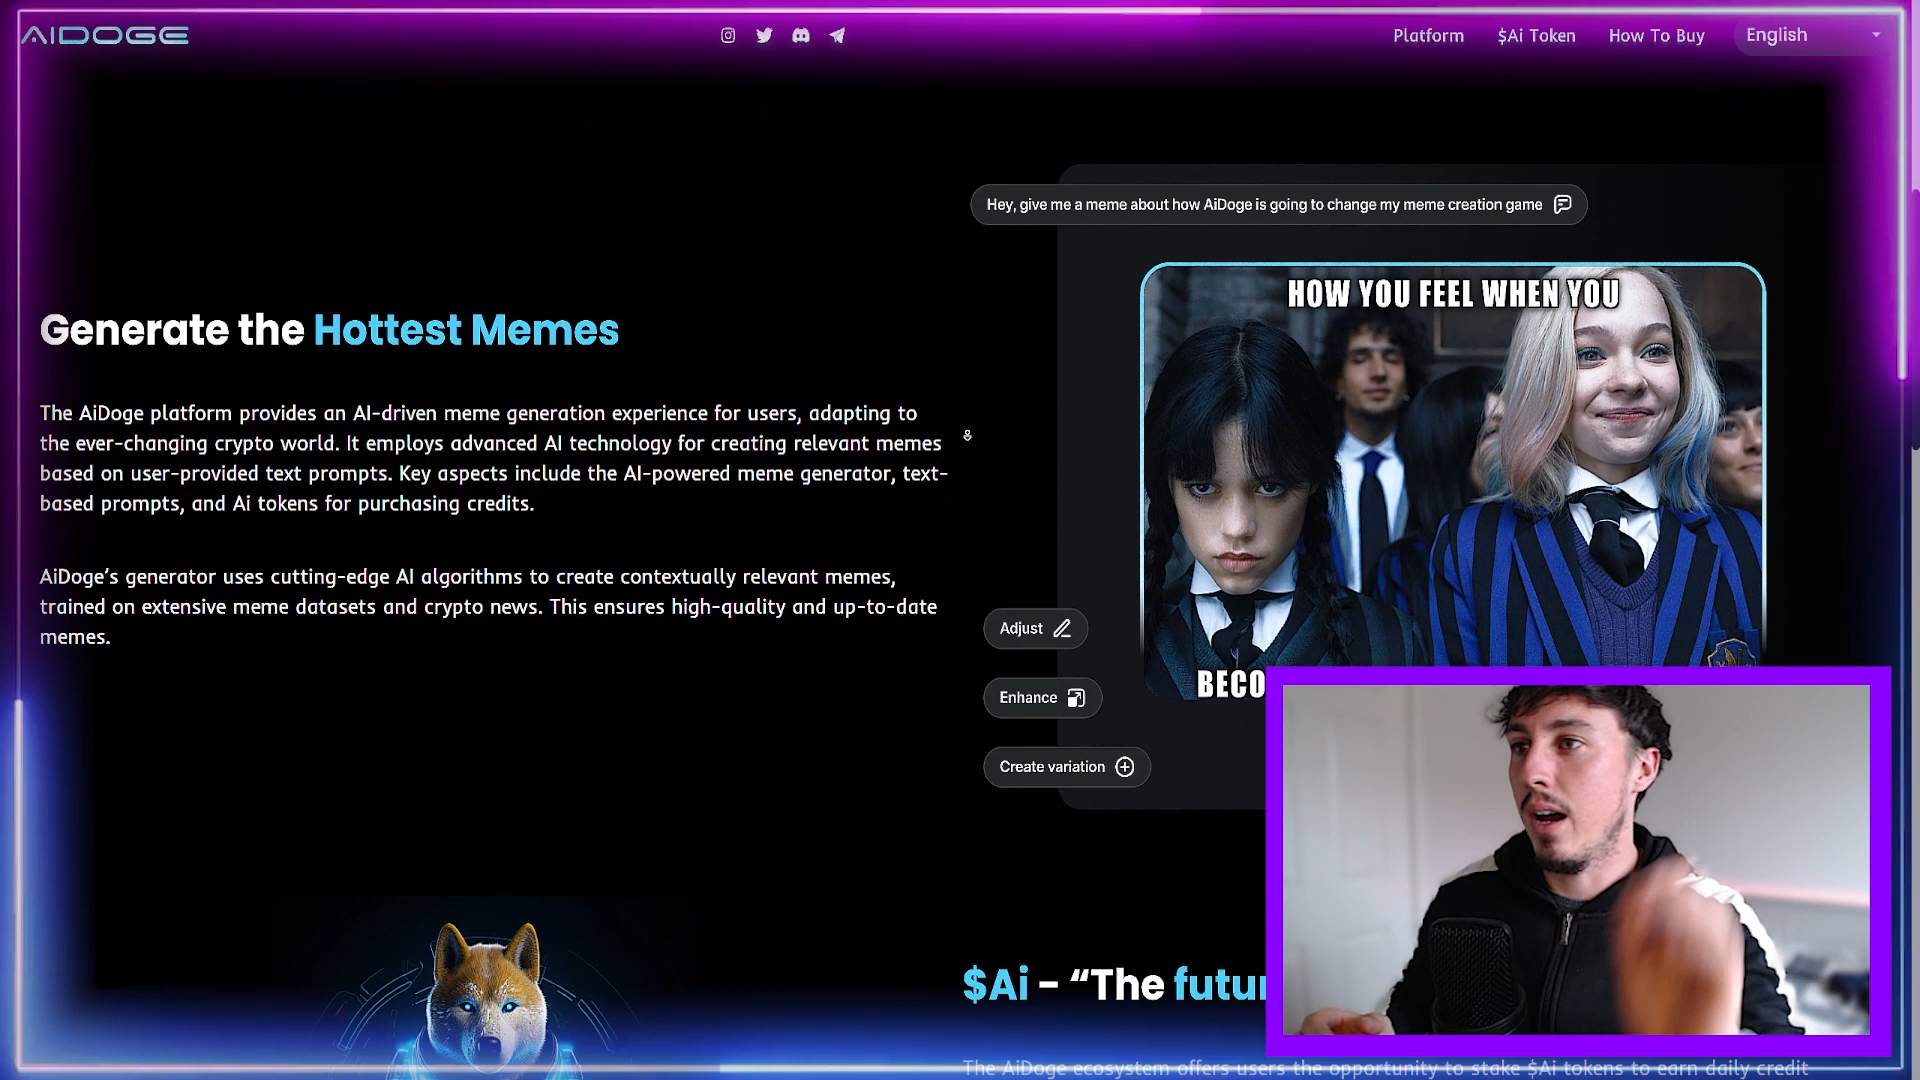 AIDOGE
Platform
$Ai Token
How To Buy
English
Hey, give me a meme about how AiDoge is going to change my meme creation game
HOW YOU FEEL WHEN YOU
Generate the Hottest Memes
The AiDoge platform provides an AI-driven meme generation experience for users, adapting to
the ever-changing crypto world. It employs advanced AI technology for creating relevant memes
based on user-provided text prompts. Key aspects include the AI-powered meme generator, text-
based prompts, and Ai tokens for purchasing credits.
AiDoge's generator uses cutting-edge AI algorithms to create contextually relevant memes,
trained on extensive meme datasets and crypto news. This ensures high-quality and up-to-date
memes.
Adjust
Enhance
BECO
Create variation
$Ai – “The futur
The AiDoge ecosystem offers users the opportunity to stake $Ai tokens to earn daily credit